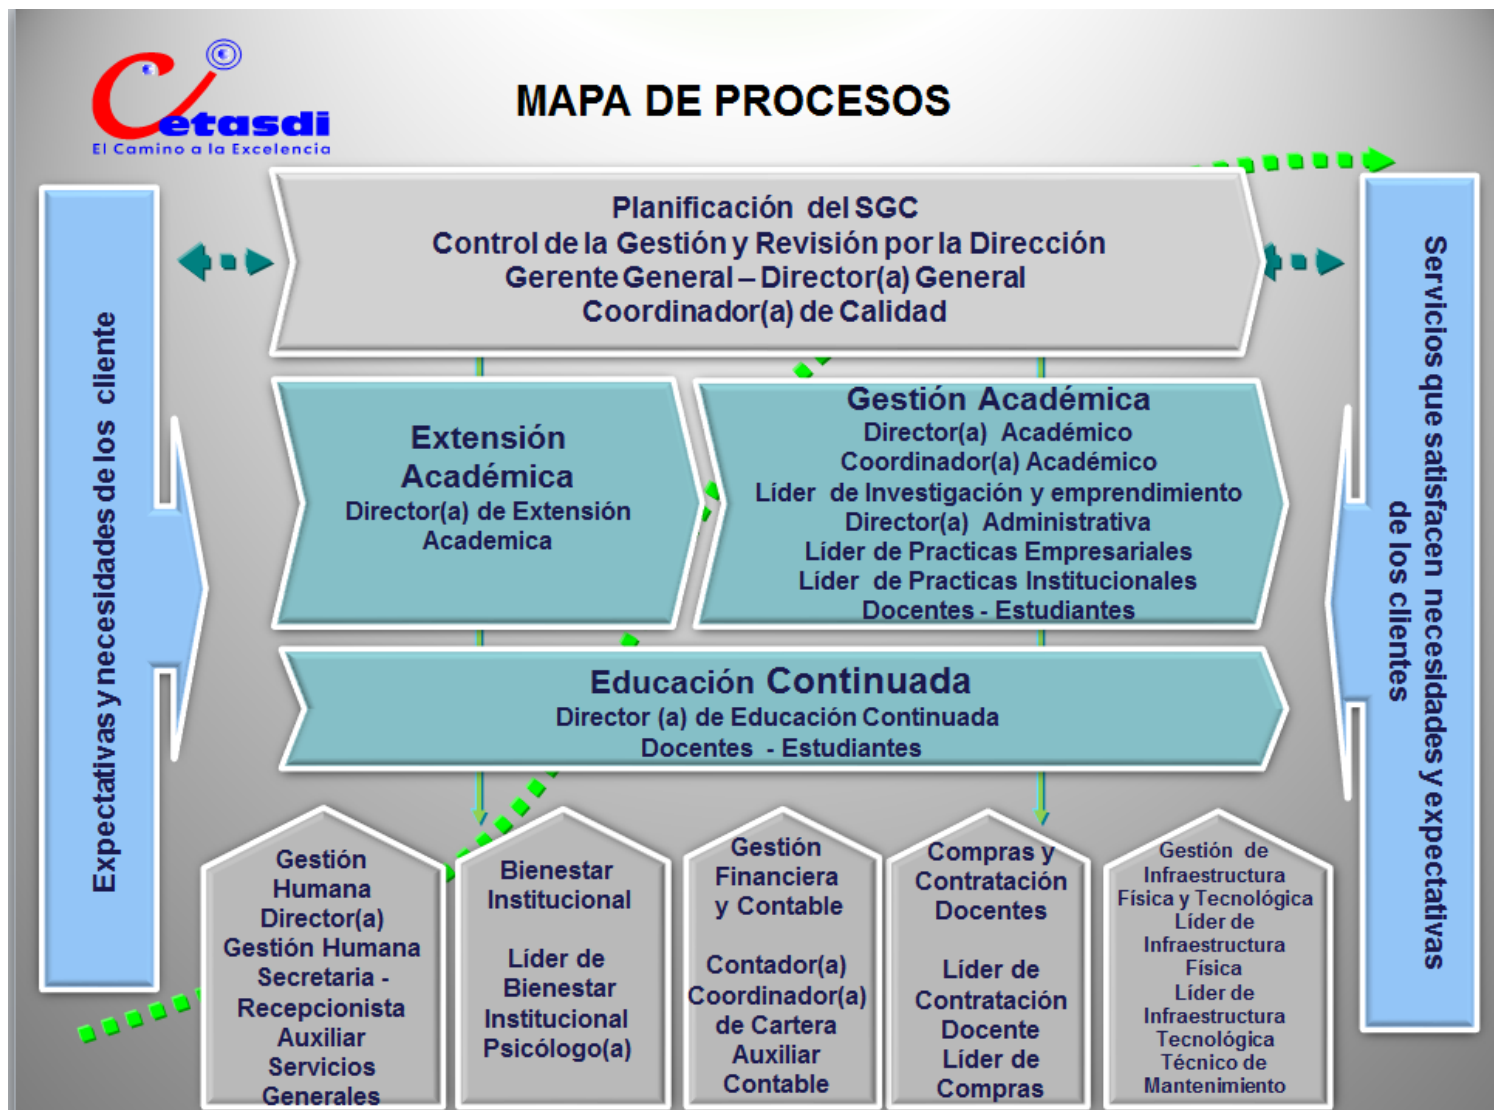 Cetasdi
El Camino a la Excelencia
MAPA DE PROCESOS
Expectativas y necesidades de los cliente
Planificación del SGC
Control de la Gestión y Revisión por la Dirección
Gerente General – Director(a) General
Coordinador(a) de Calidad
Extensión
Académica
Director(a) de Extensión
Academica
Gestión Académica
Director(a) Académico
Coordinador(a) Académico
Líder de Investigación y emprendimiento
Director(a) Administrativa
Líder de Practicas Empresariales
Líder de Practicas Institucionales
Docentes - Estudiantes
Educación Continuada
Director (a) de Educación Continuada
Docentes - Estudiantes
Gestión
Humana
Director(a)
Gestión Humana
Secretaria -
Recepcionista
Auxiliar
Servicios
Generales
Bienestar
Institucional
Líder de
Bienestar
Institucional
Psicólogo(a)
Gestión
Financiera
y Contable
Contador(a)
Coordinador(a)
de Cartera
Auxiliar
Contable
Compras y
Contratación
Docentes
Líder de
Contratación
Docente
Líder de
Compras
Gestión de
Infraestructura
Física y Tecnológica
Líder de
Infraestructura
Física
Líder de
Infraestructura
Tecnológica
Técnico de
Mantenimiento
Servicios que satisfacen necesidades y expectativas
de los clientes